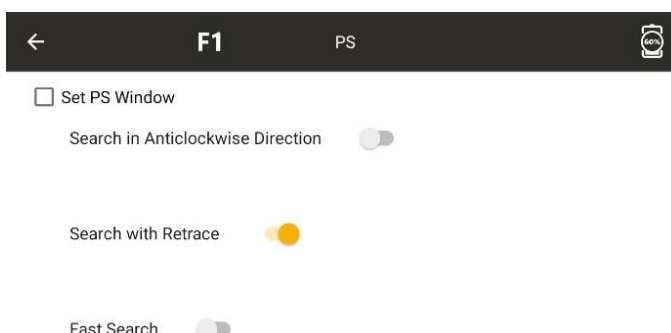 F1 PS 60%
Set PS Window
Search in Anticlockwise Direction
Search with Retrace
Fast Search